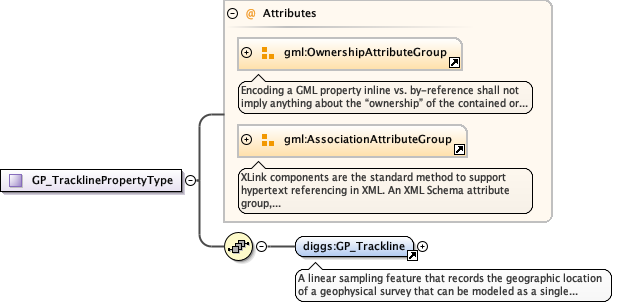 @ Attributes
gml:OwnershipAttributeGroup
Encoding a GML property inline vs. by-reference shall not
imply anything about the “ownership” of the contained or...
gml:AssociationAttributeGroup
XLink components are the standard method to support
hypertext referencing in XML. An XML Schema attribute
group,...
GP_TracklinePropertyType
diggs:GP_Trackline
A linear sampling feature that records the geographic location
of a geophysical survey that can be modeled as a single...